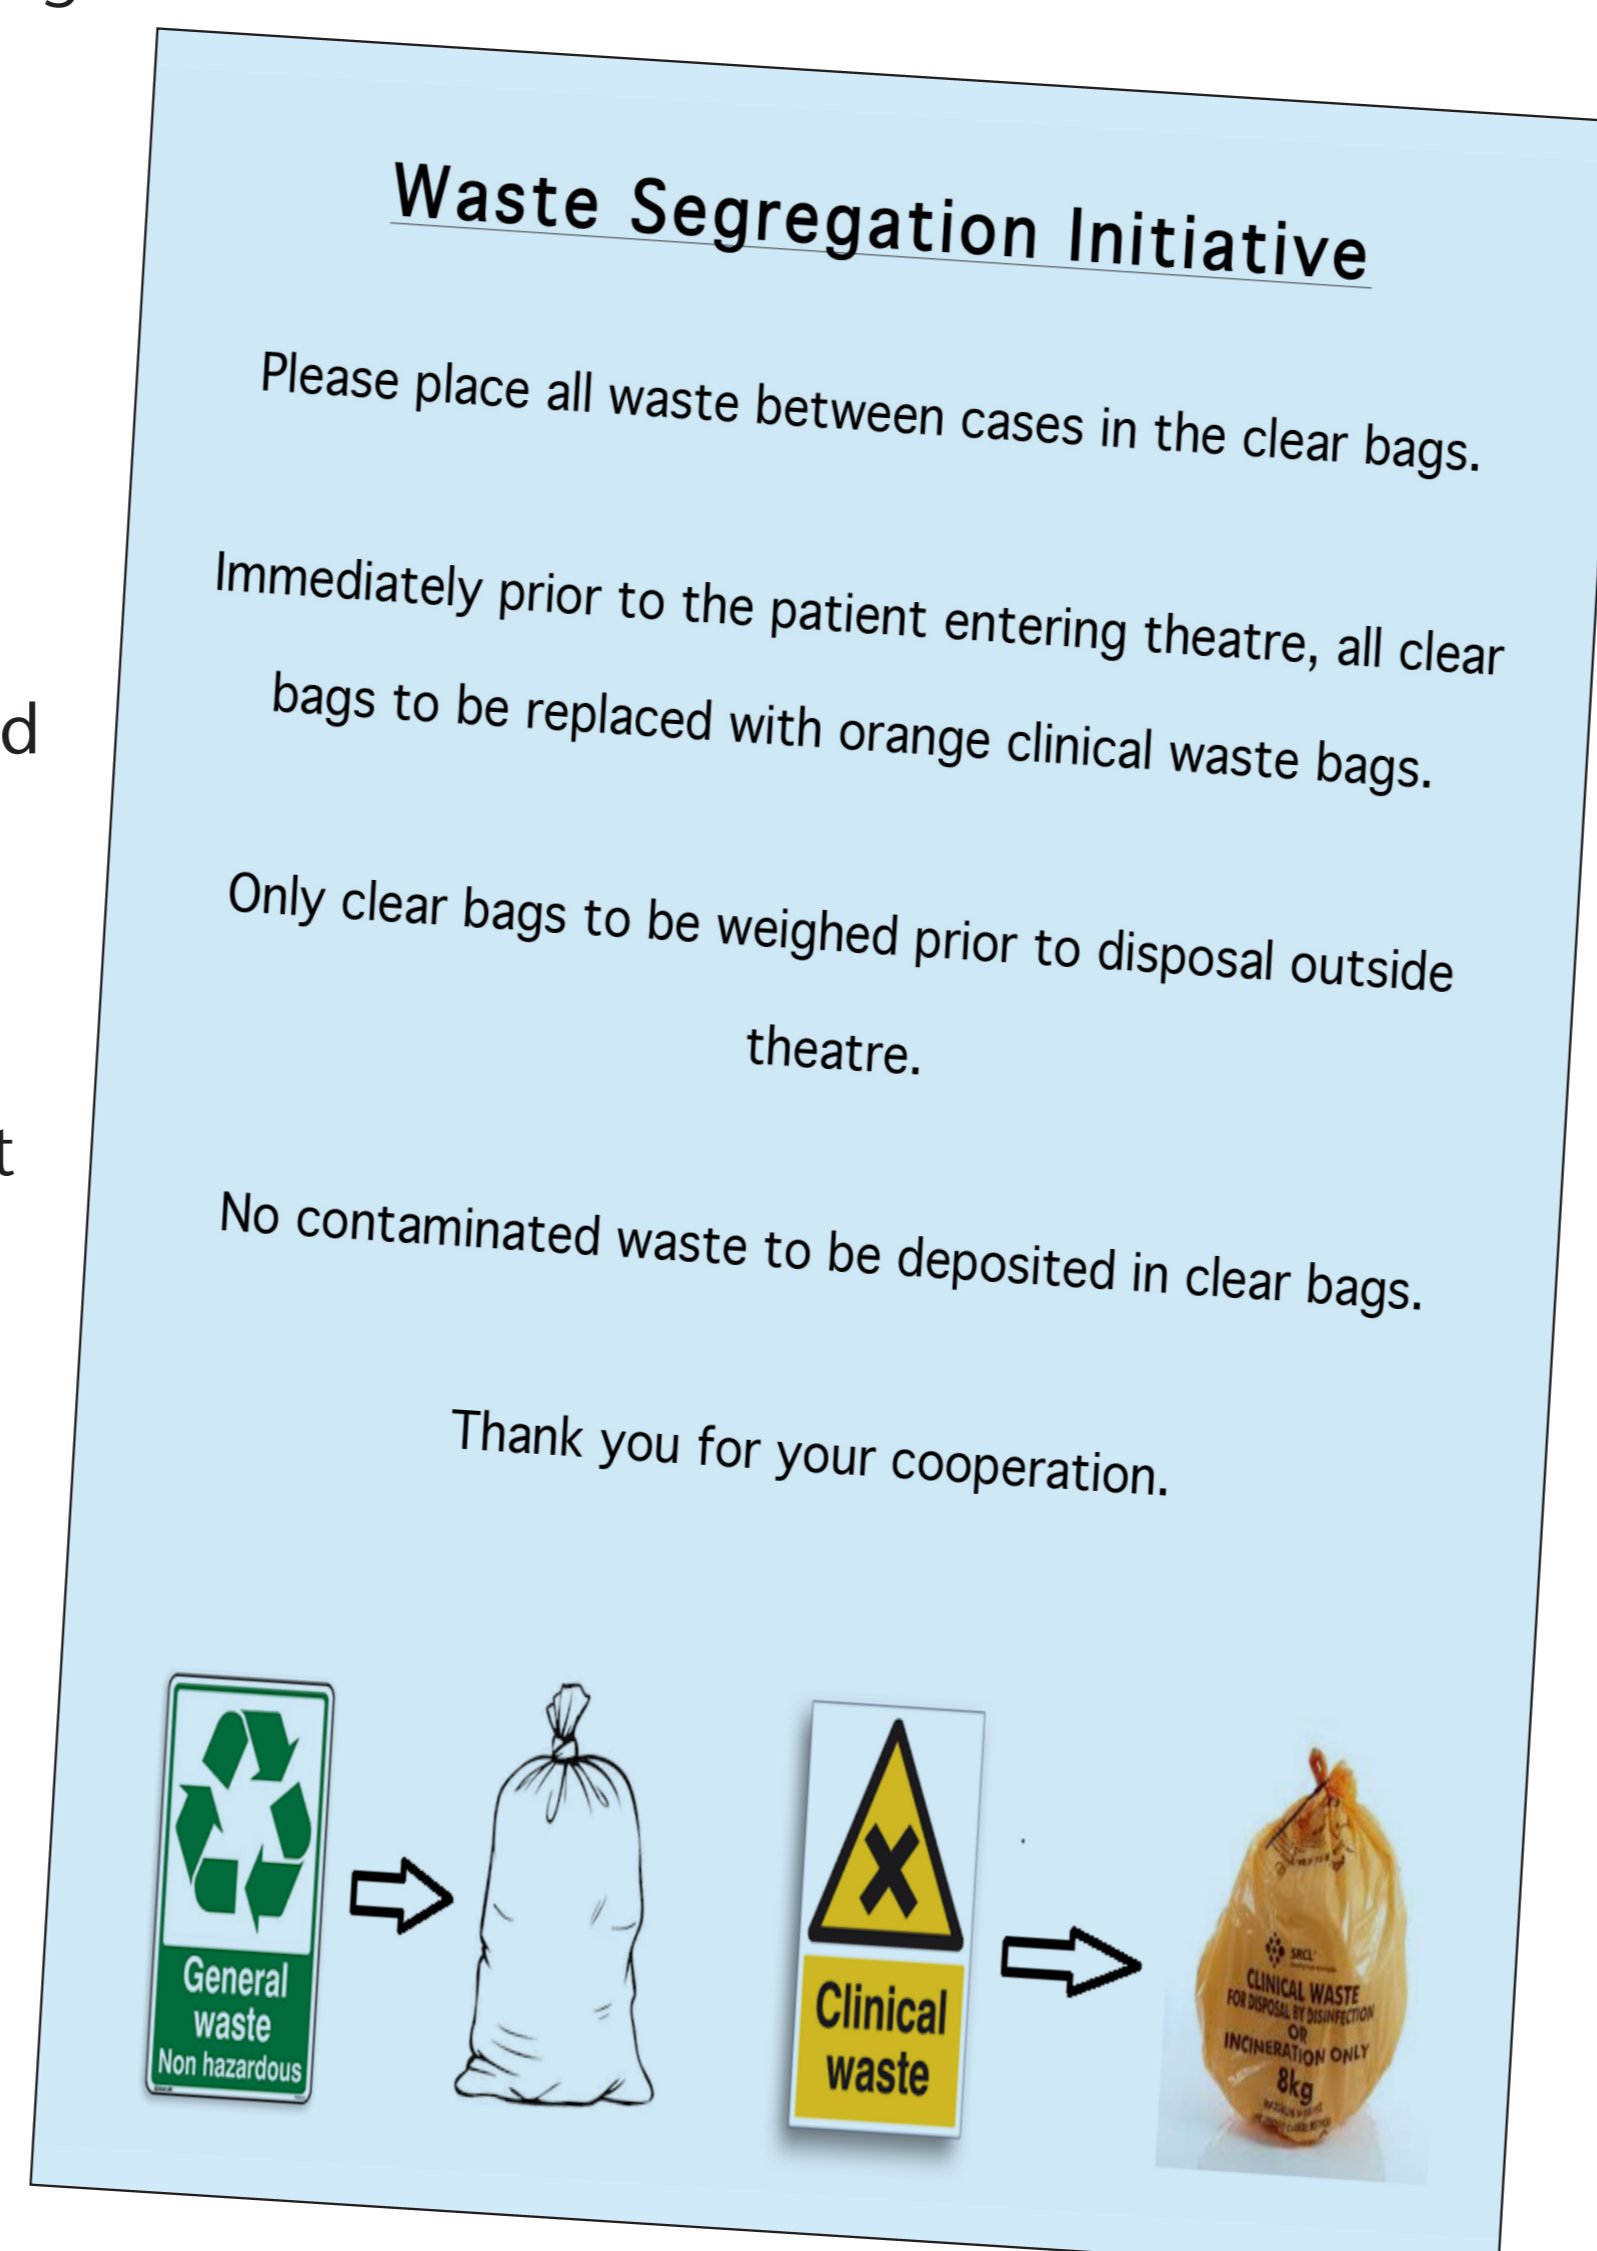 g
d
t
Waste Segregation Initiative
Please place all waste between cases in the clear bags.
Immediately prior to the patient entering theatre, all clear
bags to be replaced with orange clinical waste bags.
Only clear bags to be weighed prior to disposal outside
theatre.
No contaminated waste to be deposited in clear bags.
Thank you for your cooperation.
General
waste
Non hazardous
Clinical
waste
SRCL
CLINICAL WASTE
FOR DISPOSAL BY DISINFECTION
OR
INCINERATION ONLY
8kg